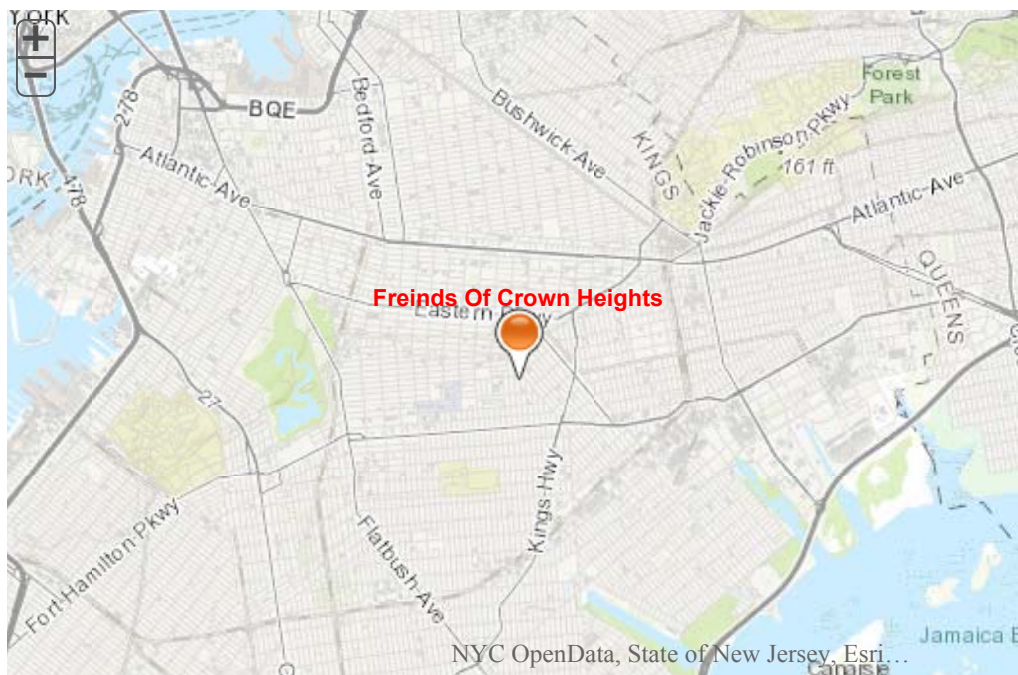 YORK
+
−
278
BQE
Bedford-Ave
Bushwick-Ave
KINGS
Forest
Park
Jackie-Robinson-Pkwy
161 ft
Atlantic-Ave
Atlantic-Ave
ORK
478
QUEENS
Freinds Of Crown Heights
Eastern Pkwy
27
Kings-Hwy
Fort-Hamilton-Pkwy
Flatbush-Ave
Jamaica B
NYC OpenData, State of New Jersey, Esri…
Canarsie